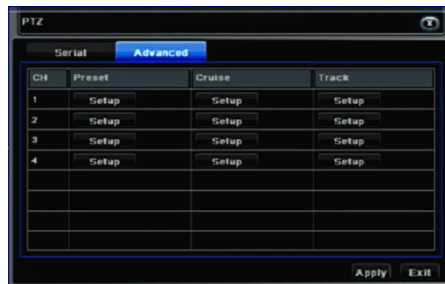 PTZ X
Serial Advanced
CH Preset Cruise Track
1 Setup Setup Setup
2 Setup Setup Setup
3 Setup Setup Setup
4 Setup Setup Setup
Apply Exit